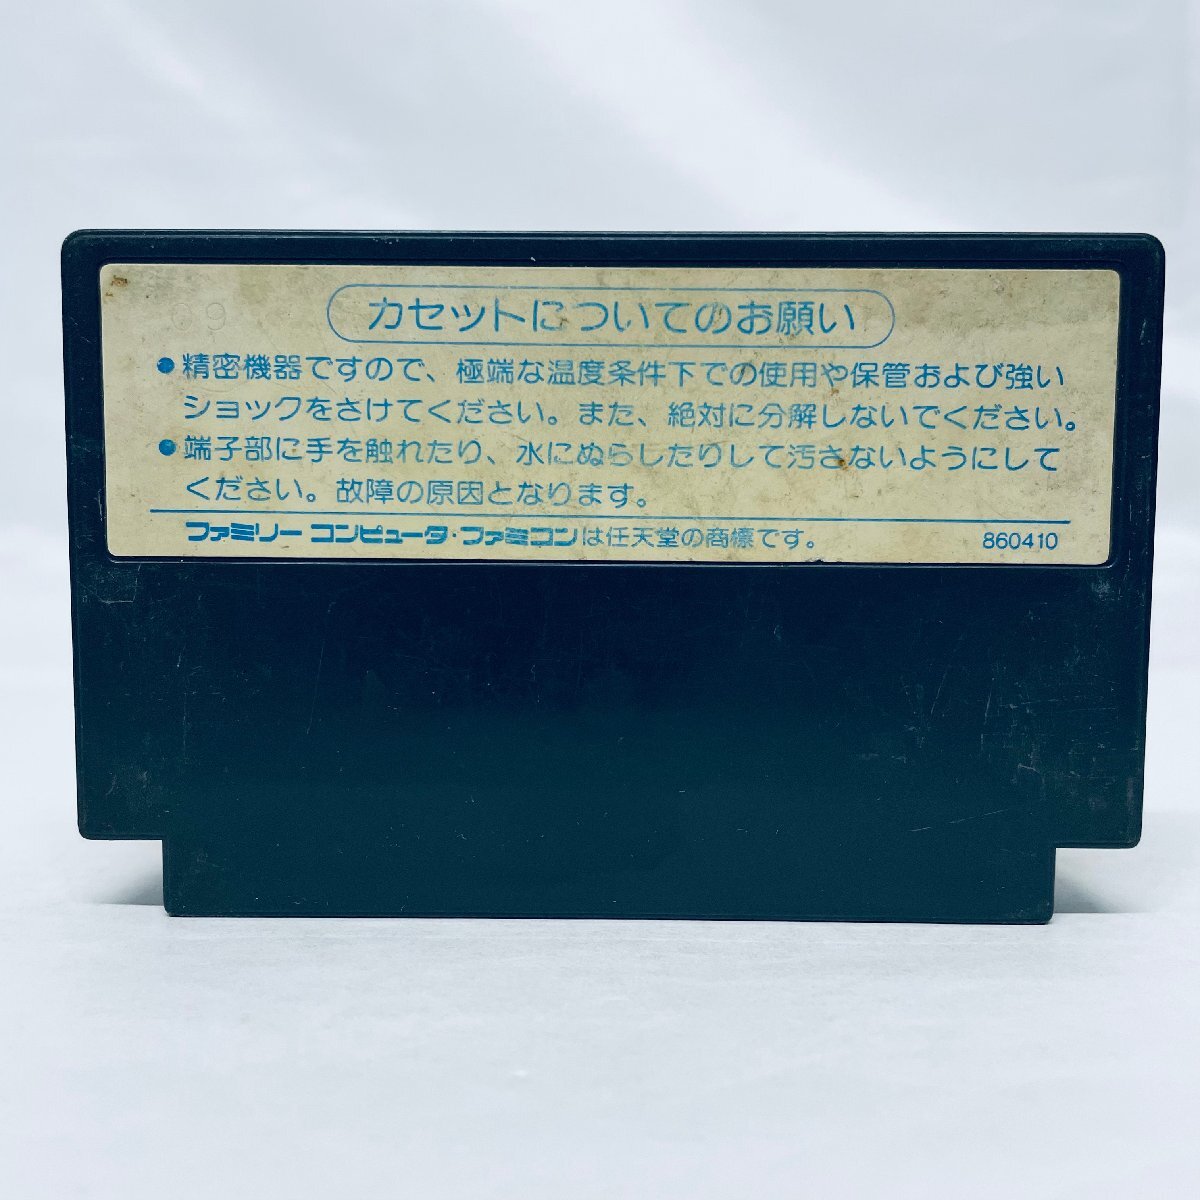 カセットについてのお願い
09
●精密機器ですので、極端な温度条件下での使用や保管および強い
ショックをさけてください。また、絶対に分解しないでください。
●端子部に手を触れたり、水にぬらしたりして汚さないようにして
ください。故障の原因となります。
ファミリーコンピュータ・ファミコンは任天堂の商標です。
860410